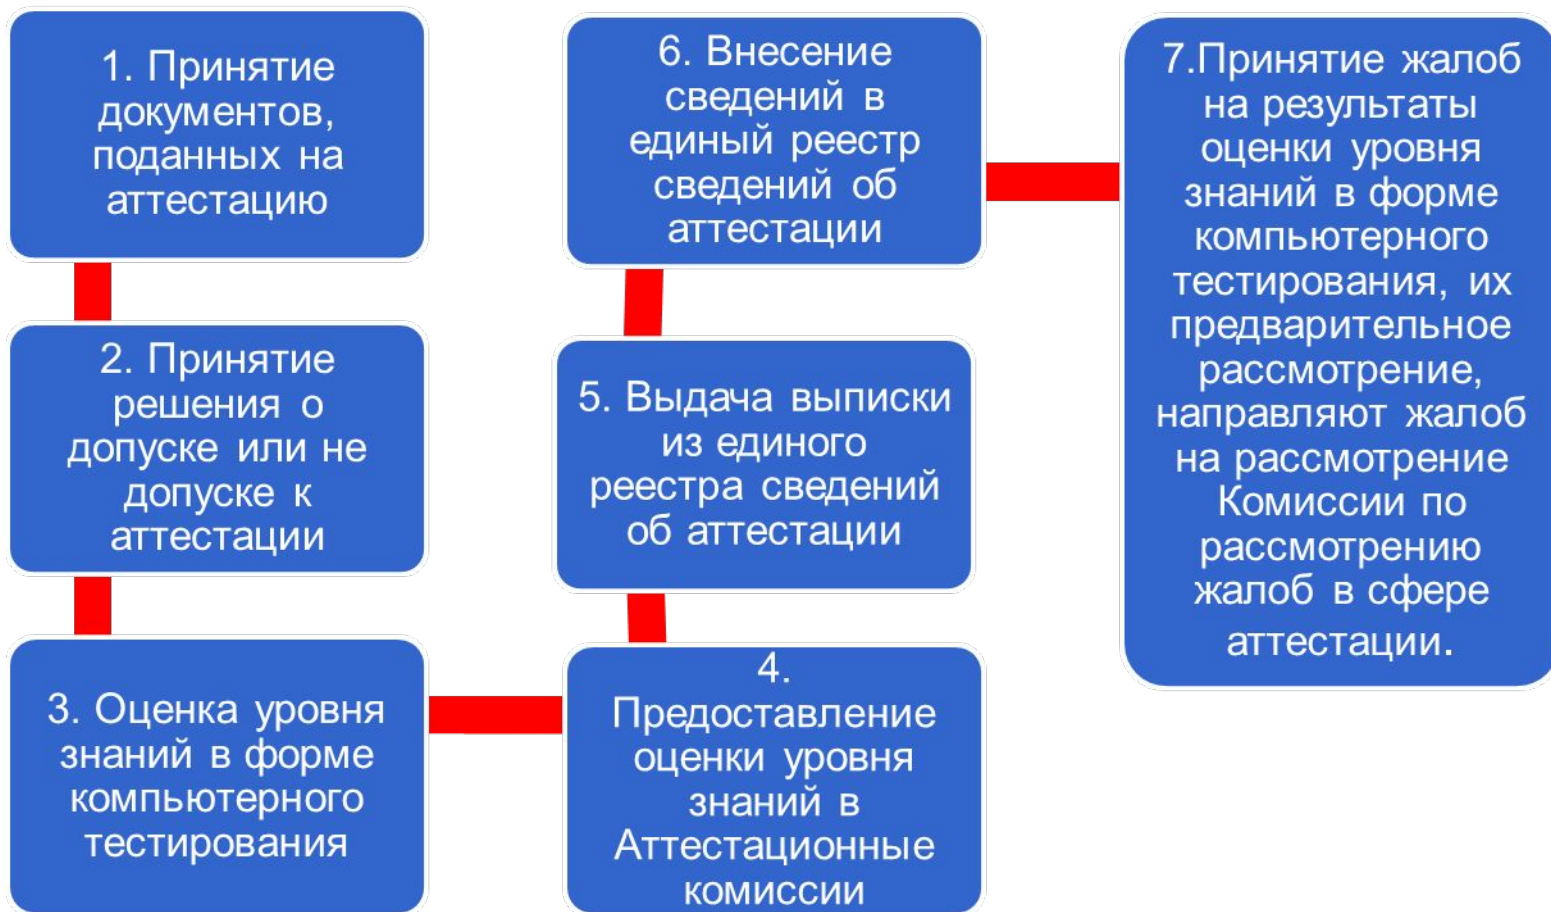 1. Принятие
документов,
поданных на
аттестацию
2. Принятие
решения о
допуске или не
допуске к
аттестации
3. Оценка уровня
знаний в форме
компьютерного
тестирования
4.
Предоставление
оценки уровня
знаний в
Аттестационные
комиссии
5. Выдача выписки
из единого
реестра сведений
об аттестации
6. Внесение
сведений в
единый реестр
сведений об
аттестации
7.Принятие жалоб
на результаты
оценки уровня
знаний в форме
компьютерного
тестирования, их
предварительное
рассмотрение,
направляют жалоб
на рассмотрение
Комиссии по
рассмотрению
жалоб в сфере
аттестации.